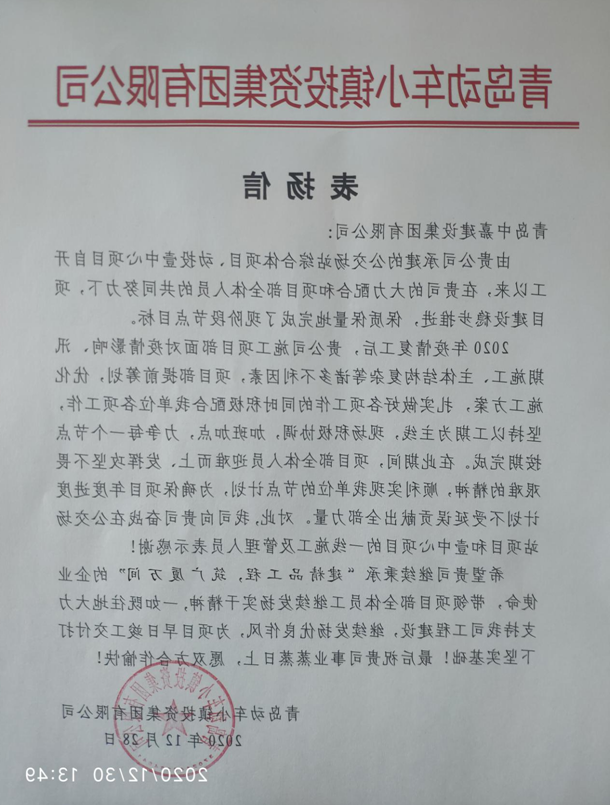 青岛动车小镇投资集团有限公司
表扬信
青岛中嘉建设集团有限公司：
由贵公司承建的公交场站综合体项目、动投壹中心项目自开
工以来，在贵司的大力配合和项目部全体人员的共同努力下，项
目建设稳步推进，保质保量地完成了现阶段节点目标。
2020年疫情复工后，贵公司施工项目部面对疫情影响、汛
期施工、主体结构复杂等诸多不利因素，项目部提前筹划，优化
施工方案，扎实做好各项工作的同时积极配合我单位各项工作，
坚持以工期为主线，现场积极协调，加班加点，力争每一个节点
按期完成。在此期间，项目部全体人员迎难而上、发挥攻坚不畏
艰难的精神，顺利实现我单位的节点计划，为确保项目年度进度
计划不受延误贡献出全部力量。对此，我司向贵司奋战在公交场
站项目和壹中心项目的一线施工及管理人员表示感谢！
希望贵司继续秉承“建精品工程，筑广厦万间”的企业
使命，带领项目部全体员工继续发扬实干精神，一如既往地大力
支持我司工程建设，继续发扬优良作风，为项目早日竣工交付打
下坚实基础！最后祝贵司事业蒸蒸日上，愿双方合作愉快！
青岛动车小镇投资集团有限公司
2020年12月28日
2020/12/30 13:49